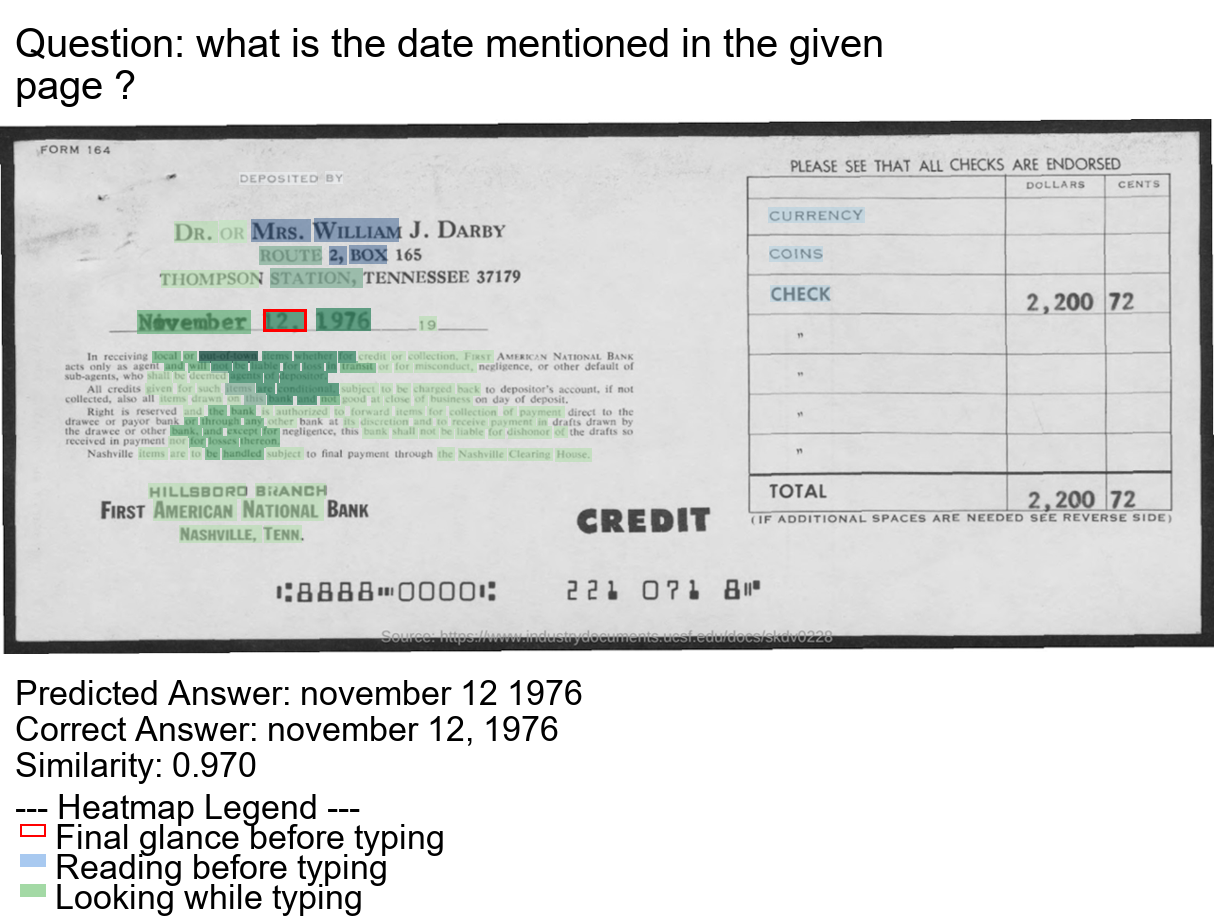 Question: what is the date mentioned in the given
page ?
FORM 164
DEPOSITED BY
DR. OR MRS. WILLIAM J. DARBY
ROUTE 2, BOX 165
THOMPSON STATION, TENNESSEE 37179
November 12, 1976 19
In receiving local or out-of-town items whether for credit or collection, FIRST AMERICAN NATIONAL BANK
acts only as agent and will not be liable for loss in transit or for misconduct, negligence, or other default of
sub-agents, who shall be deemed agents of depositor.
All credits given for such items are conditional, subject to be charged back to depositor's account, if not
collected, also all items drawn on this bank and not good at close of business on day of deposit.
Right is reserved and the bank is authorized to forward items for collection of payment direct to the
drawee or payor bank or through any other bank at its discretion and to receive payment in drafts drawn by
the drawee or other bank, and except for negligence, this bank shall not be liable for dishonor of the drafts so
received in payment nor for losses thereon.
Nashville items are to be handled subject to final payment through the Nashville Clearing House.
HILLSBORO BRANCH
FIRST AMERICAN NATIONAL BANK
NASHVILLE, TENN.
CREDIT
PLEASE SEE THAT ALL CHECKS ARE ENDORSED
DOLLARS CENTS
CURRENCY
COINS
CHECK 2,200 72
"
"
"
"
TOTAL 2,200 72
(IF ADDITIONAL SPACES ARE NEEDED SEE REVERSE SIDE)
⑆8888⑉0000⑆ 221 071 8⑈
Source: https://www.industrydocuments.ucsf.edu/docs/skdv0228
Predicted Answer: november 12 1976
Correct Answer: november 12, 1976
Similarity: 0.970
--- Heatmap Legend ---
Final glance before typing
Reading before typing
Looking while typing